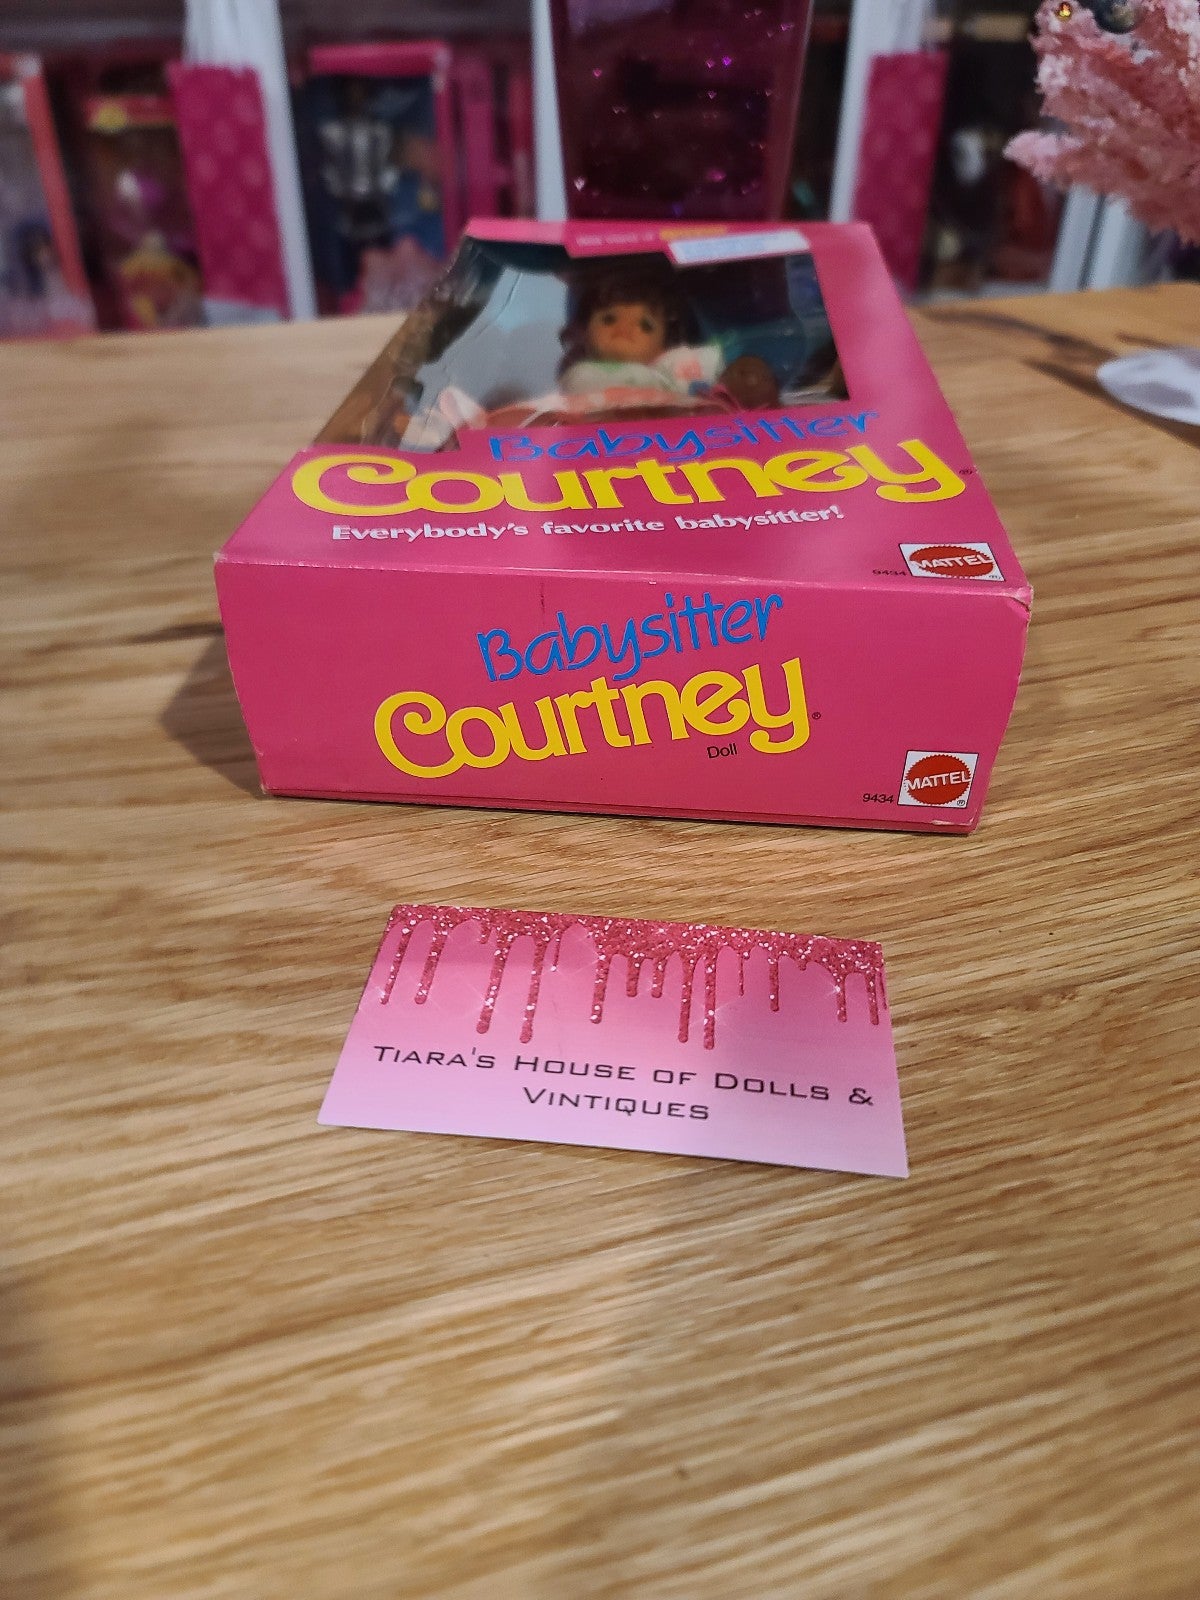 Babysitter
Courtney®
Everybody's favorite babysitter!
9434 MATTEL ®
Babysitter
Courtney®
Doll
9434 MATTEL ®
Tiara's House of Dolls &
Vintiques